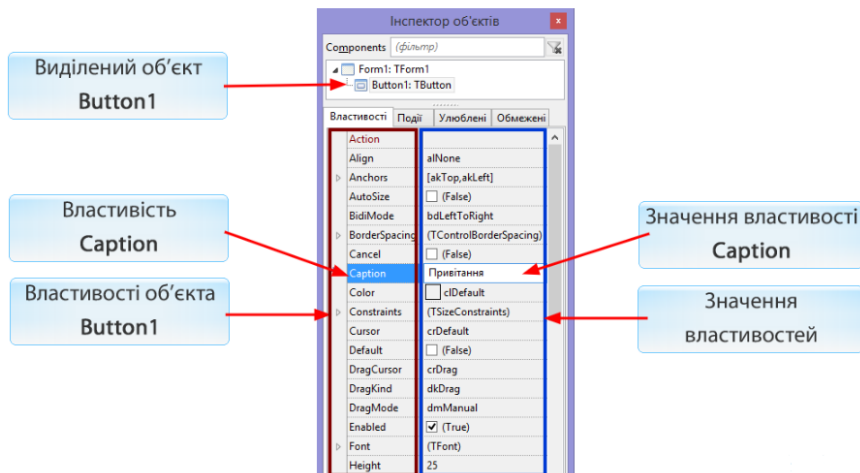 Інспектор об'єктів
x
Components (фільтр)
Form1: TForm1
Button1: TButton
Властивості Події Улюблені Обмежені
Action
Align alNone
Anchors [akTop,akLeft]
AutoSize (False)
BidiMode bdLeftToRight
BorderSpacing (TControlBorderSpacing)
Cancel (False)
Caption Привітання
Color clDefault
Constraints (TSizeConstraints)
Cursor crDefault
Default (False)
DragCursor crDrag
DragKind dkDrag
DragMode dmManual
Enabled (True)
Font (TFont)
Height 25
Виділений об’єкт
Button1
Властивість
Caption
Властивості об’єкта
Button1
Значення властивості
Caption
Значення
властивостей